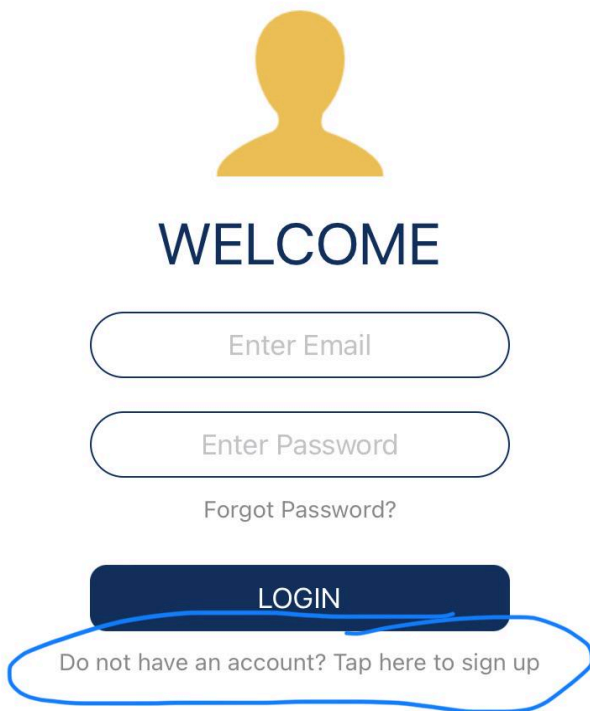 WELCOME
Enter Email
Enter Password
Forgot Password?
LOGIN
Do not have an account? Tap here to sign up